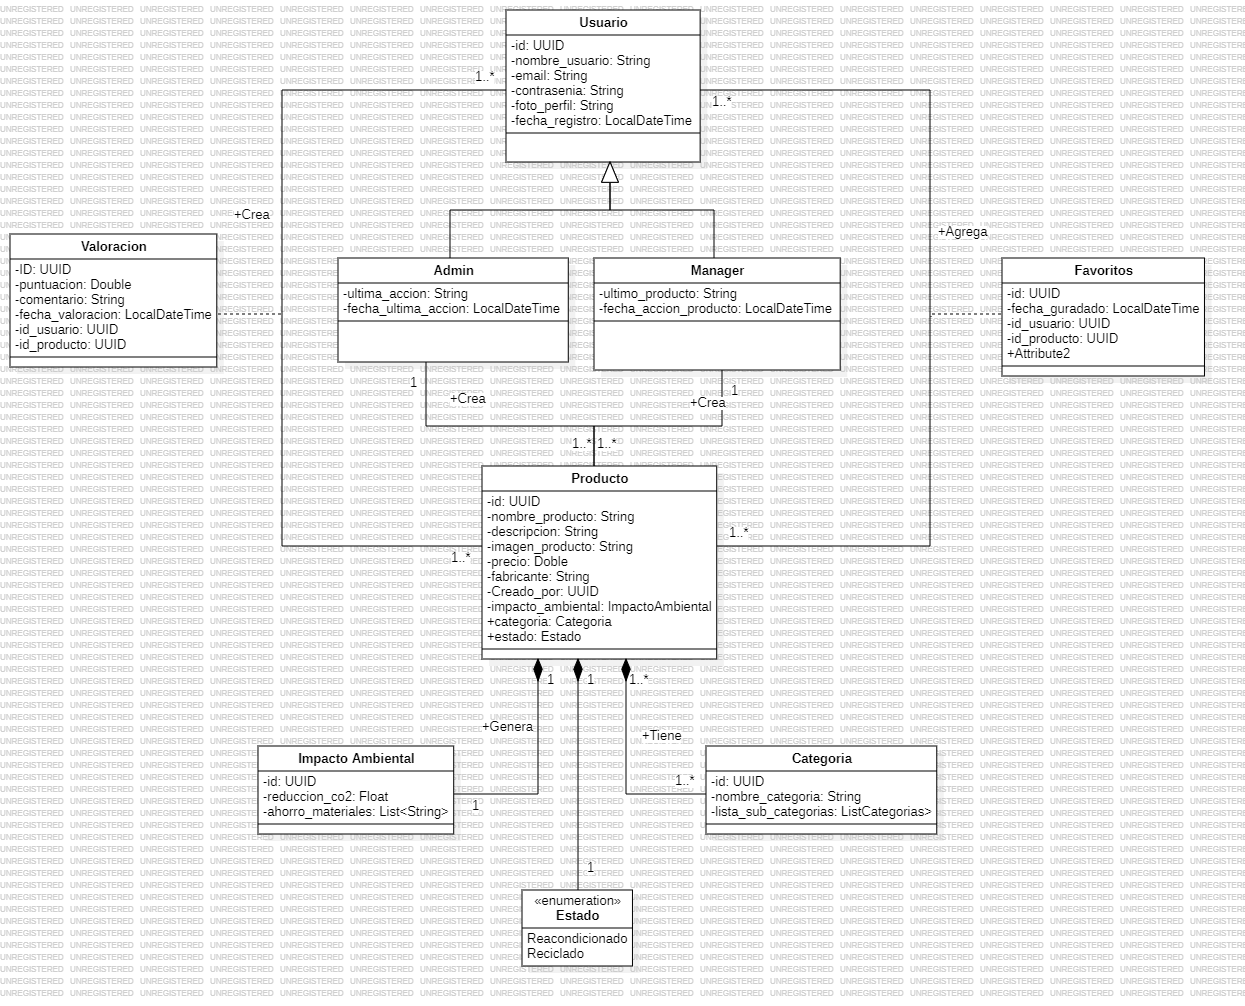 Usuario
-id: UUID
-nombre_usuario: String
-email: String
-contrasenia: String
-foto_perfil: String
-fecha_registro: LocalDateTime
1..*
1..*
+Crea
+Agrega
Valoracion
-ID: UUID
-puntuacion: Double
-comentario: String
-fecha_valoracion: LocalDateTime
-id_usuario: UUID
-id_producto: UUID
Admin
-ultima_accion: String
-fecha_ultima_accion: LocalDateTime
Manager
-ultimo_producto: String
-fecha_accion_producto: LocalDateTime
Favoritos
-id: UUID
-fecha_guradado: LocalDateTime
-id_usuario: UUID
-id_producto: UUID
+Attribute2
1
+Crea
1
+Crea
1..*
1..*
Producto
-id: UUID
-nombre_producto: String
-descripcion: String
-imagen_producto: String
-precio: Doble
-fabricante: String
-Creado_por: UUID
-impacto_ambiental: ImpactoAmbiental
+categoria: Categoria
+estado: Estado
1..*
1..*
1
1
1..*
+Genera
+Tiene
Impacto Ambiental
-id: UUID
-reduccion_co2: Float
-ahorro_materiales: List<String>
1
1..*
Categoria
-id: UUID
-nombre_categoria: String
-lista_sub_categorias: ListCategorias>
1
«enumeration»
Estado
Reacondicionado
Reciclado
UNREGISTERED